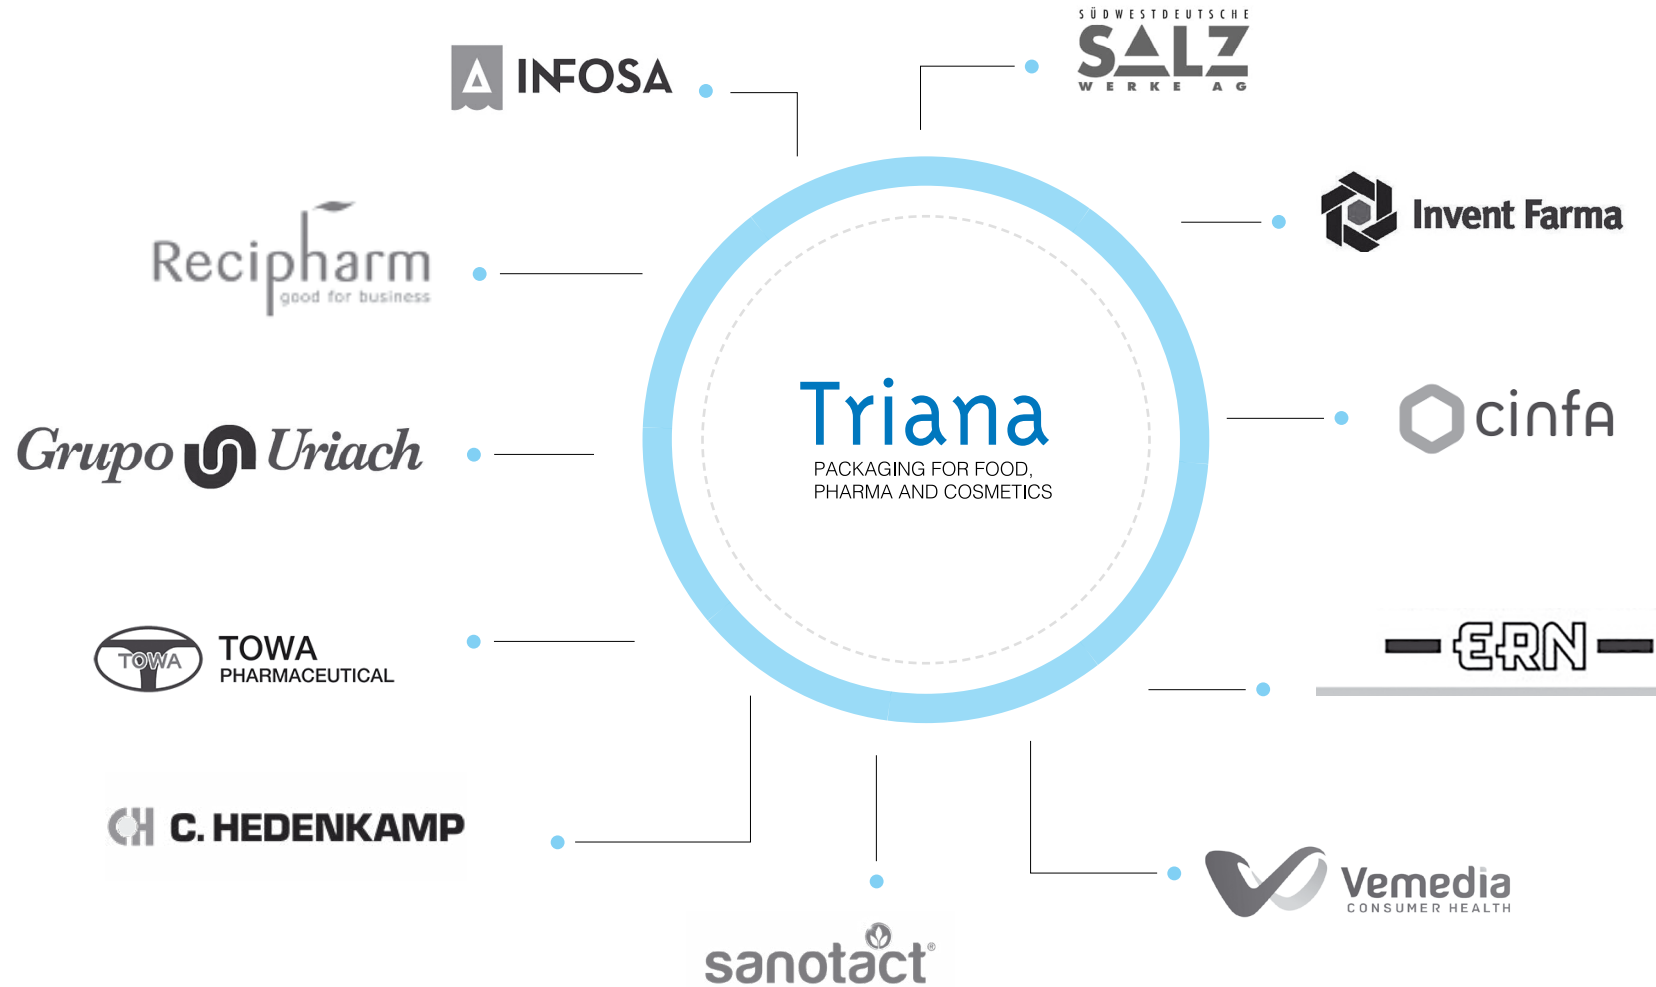 SÜDWESTDEUTSCHE
SALZ
WERKE AG
INFOSA
Invent Farma
Recipharm
good for business
cinfa
Triana
PACKAGING FOR FOOD,
PHARMA AND COSMETICS
Grupo Uriach
TOWA
TOWA
PHARMACEUTICAL
ERN
CH C. HEDENKAMP
Vemedia
CONSUMER HEALTH
sanotact®